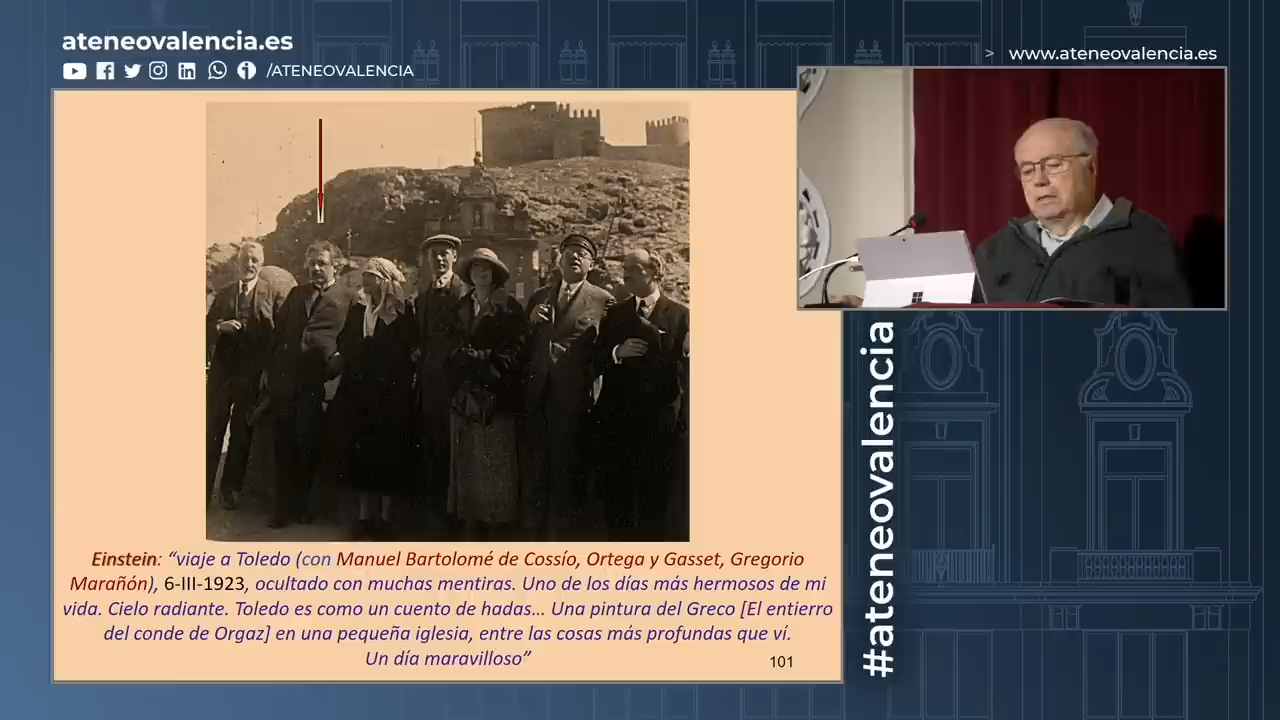 ateneovalencia.es
/ATENEOVALENCIA
> www.ateneovalencia.es
Einstein: “viaje a Toledo (con Manuel Bartolomé de Cossío, Ortega y Gasset, Gregorio
Marañón), 6-III-1923, ocultado con muchas mentiras. Uno de los días más hermosos de mi
vida. Cielo radiante. Toledo es como un cuento de hadas... Una pintura del Greco [El entierro
del conde de Orgaz] en una pequeña iglesia, entre las cosas más profundas que ví.
Un día maravilloso”
101
#ateneovalencia